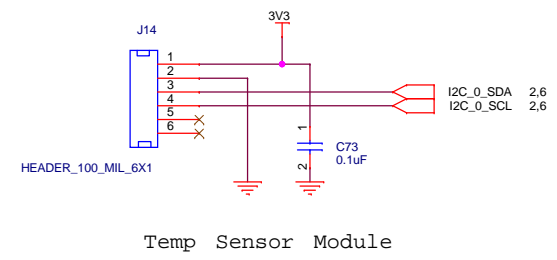 3V3
J14
1
2
3
4
5
6
I2C_0_SDA 2,6
I2C_0_SCL 2,6
1
C73
0.1uF
2
HEADER_100_MIL_6X1
Temp Sensor Module